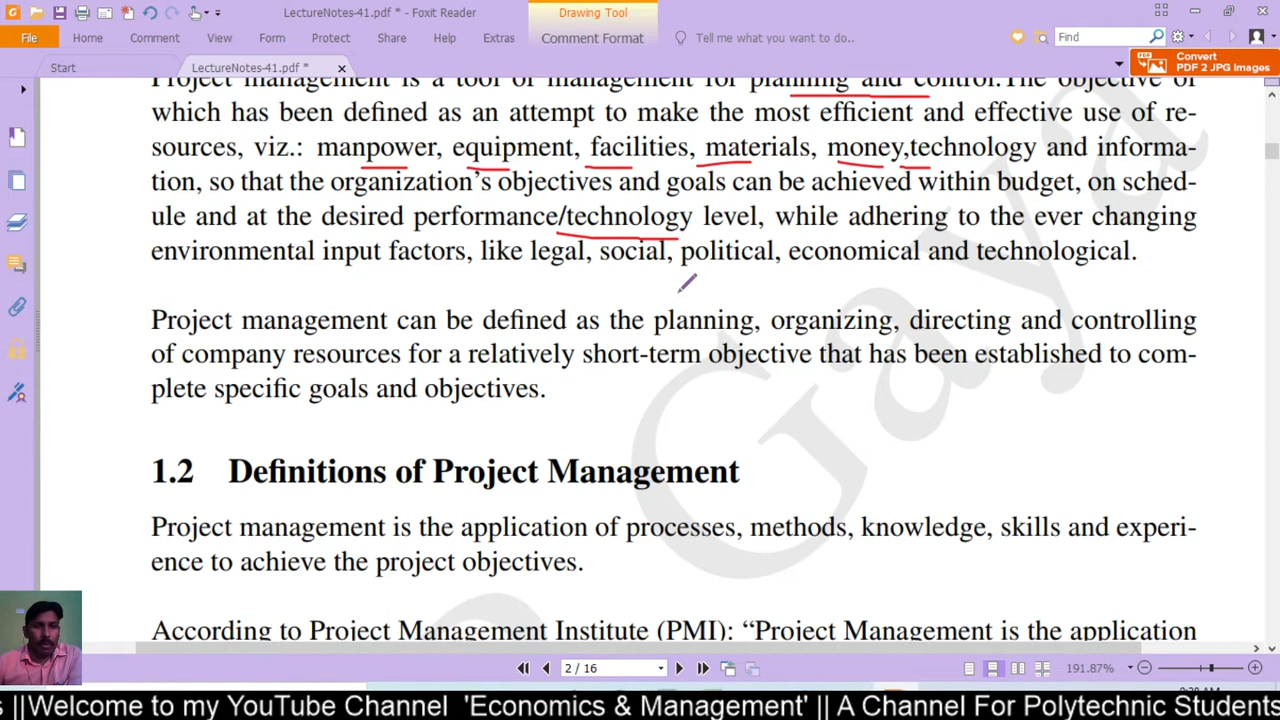 LectureNotes-41.pdf * - Foxit Reader
Drawing Tool
File Home Comment View Form Protect Share Help Extras Comment Format Tell me what you want to do.. Find
Start LectureNotes-41.pdf *
Convert
PDF 2 JPG Images
Project management is a tool of management for planning and control.The objective of
which has been defined as an attempt to make the most efficient and effective use of re-
sources, viz.: manpower, equipment, facilities, materials, money,technology and informa-
tion, so that the organization's objectives and goals can be achieved within budget, on sched-
ule and at the desired performance/technology level, while adhering to the ever changing
environmental input factors, like legal, social, political, economical and technological.
Project management can be defined as the planning, organizing, directing and controlling
of company resources for a relatively short-term objective that has been established to com-
plete specific goals and objectives.
1.2 Definitions of Project Management
Project management is the application of processes, methods, knowledge, skills and experi-
ence to achieve the project objectives.
According to Project Management Institute (PMI): “Project Management is the application
Gaya
2 / 16
191.87%
s ||Welcome to my YouTube Channel 'Economics & Management' || A Channel For Polytechnic Students